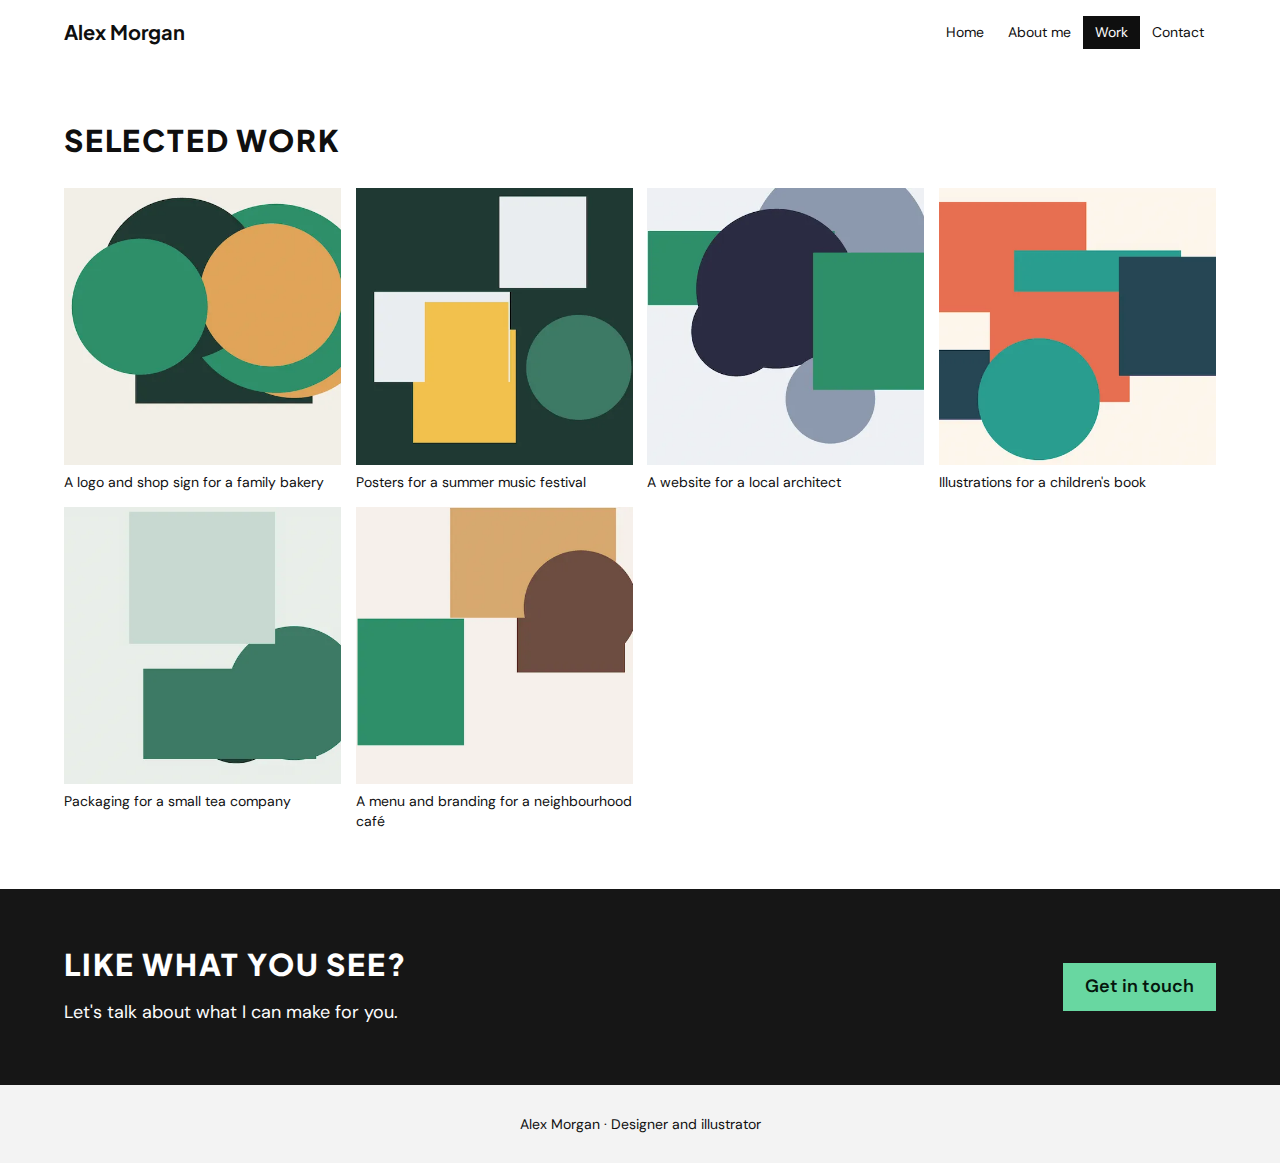 Alex Morgan
Home About me Work Contact
SELECTED WORK
A logo and shop sign for a family bakery
Posters for a summer music festival
A website for a local architect
Illustrations for a children's book
Packaging for a small tea company
A menu and branding for a neighbourhood
café
LIKE WHAT YOU SEE?
Let's talk about what I can make for you.
Get in touch
Alex Morgan · Designer and illustrator